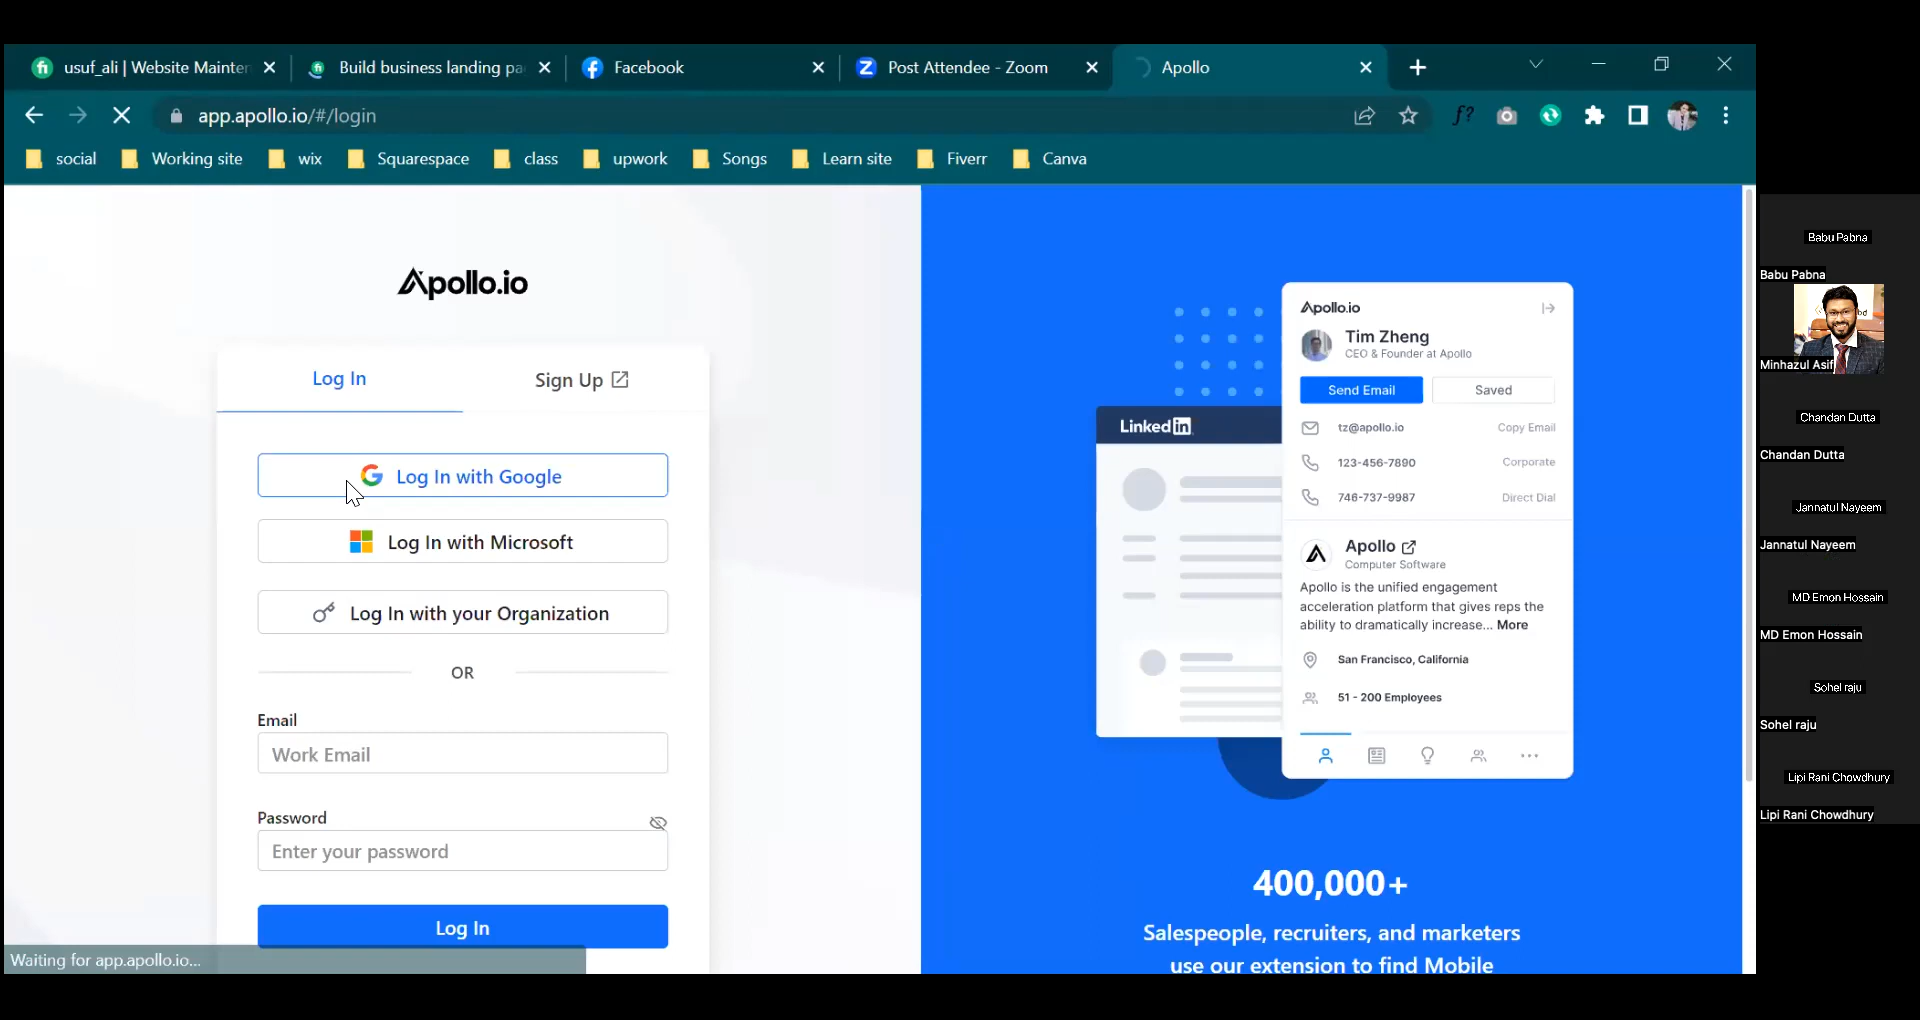 usuf_ali | Website Mainter
Build business landing pa
Facebook
Post Attendee - Zoom
Apollo
app.apollo.io/#/login
f?
social
Working site
wix
Squarespace
class
upwork
Songs
Learn site
Fiverr
Canva
Apollo.io
Log In
Sign Up
Log In with Google
Log In with Microsoft
Log In with your Organization
OR
Email
Work Email
Password
Enter your password
Log In
Waiting for app.apollo.io...
Apollo.io
Tim Zheng
CEO & Founder at Apollo
Send Email
Saved
tz@apollo.io
Copy Email
123-456-7890
Corporate
746-737-9987
Direct Dial
LinkedIn
Apollo
Computer Software
Apollo is the unified engagement
acceleration platform that gives reps the
ability to dramatically increase... More
San Francisco, California
51 - 200 Employees
400,000+
Salespeople, recruiters, and marketers
use our extension to find Mobile
Babu Pabna
Babu Pabna
Minhazul Asif
Chandan Dutta
Chandan Dutta
Jannatul Nayeem
Jannatul Nayeem
MD Emon Hossain
MD Emon Hossain
Sohel raju
Sohel raju
Lipi Rani Chowdhury
Lipi Rani Chowdhury